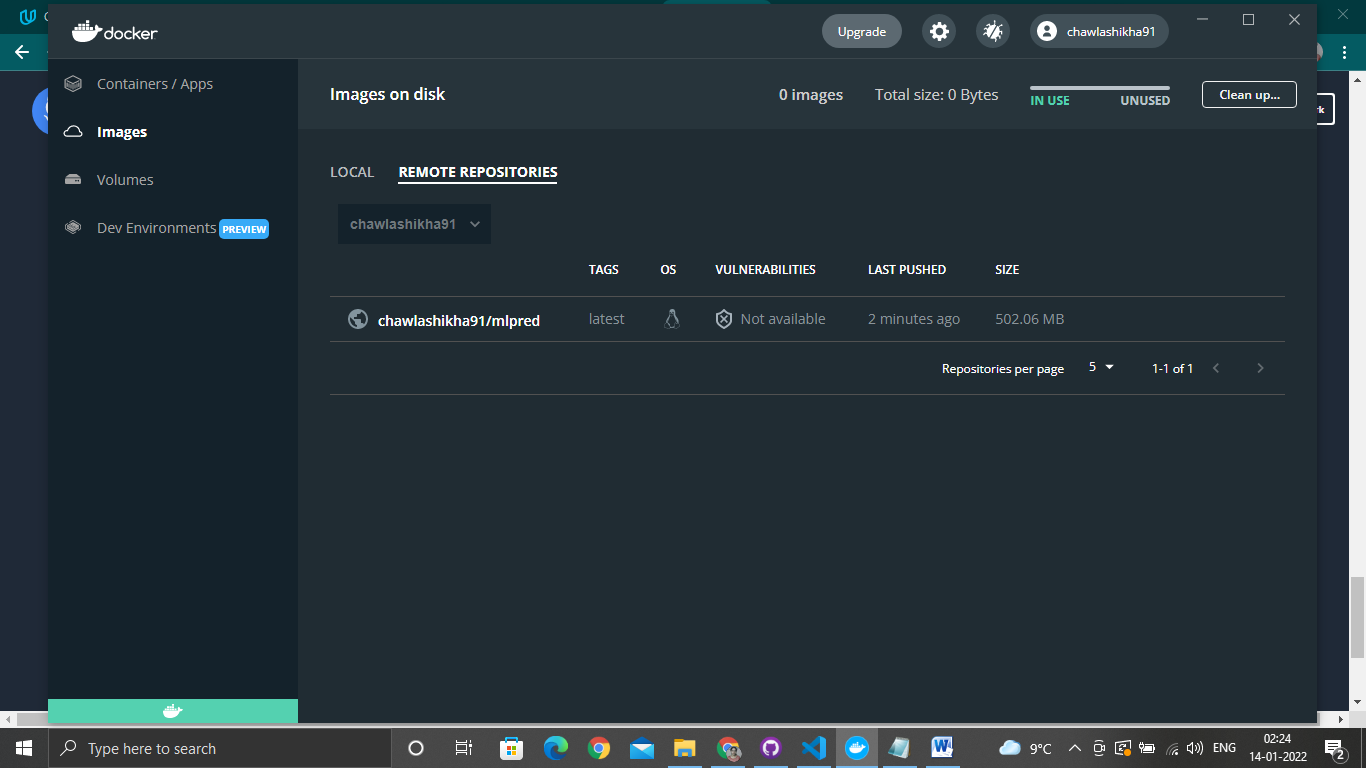 docker
Upgrade
chawlashikha91
Containers / Apps
Images
Volumes
Dev Environments PREVIEW
Images on disk
0 images
Total size: 0 Bytes
IN USE UNUSED
Clean up...
LOCAL REMOTE REPOSITORIES
chawlashikha91
TAGS OS VULNERABILITIES LAST PUSHED SIZE
chawlashikha91/mlpred latest Not available 2 minutes ago 502.06 MB
Repositories per page 5 1-1 of 1
Type here to search
9°C
ENG
02:24
14-01-2022
2